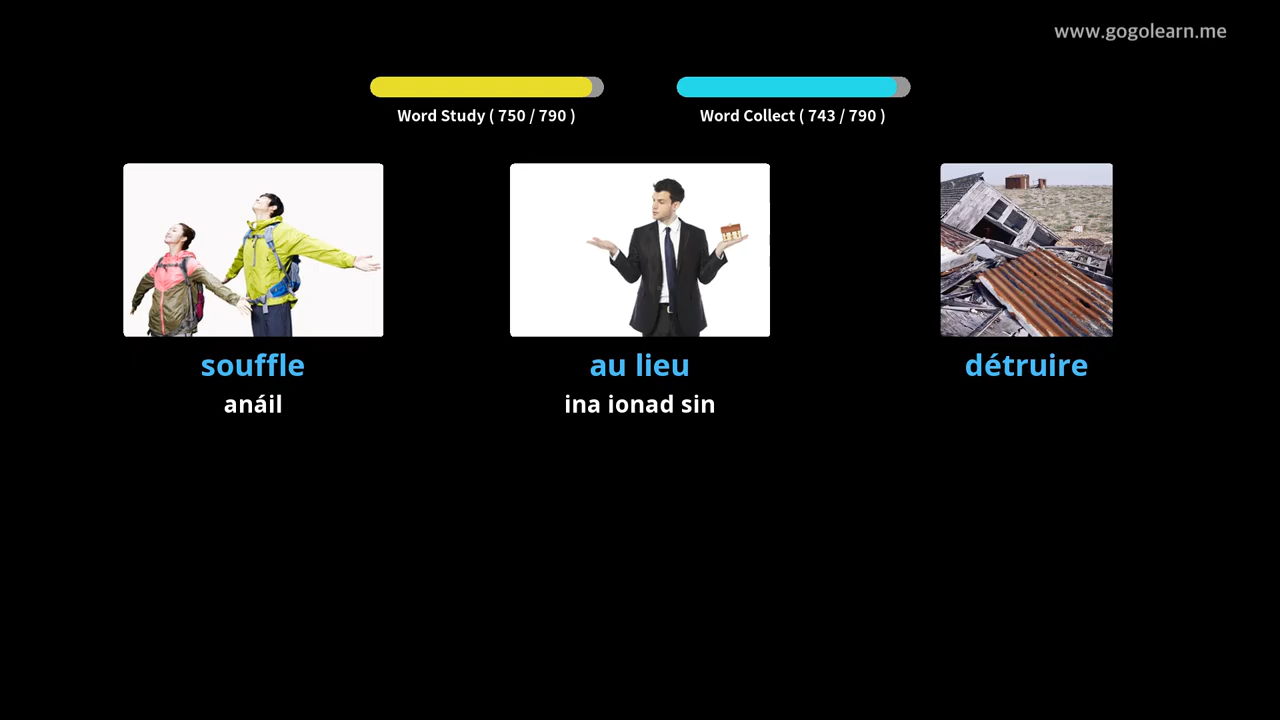 www.gogolearn.me
Word Study ( 750 / 790 )
Word Collect ( 743 / 790 )
souffle
au lieu
détruire
anáil
ina ionad sin